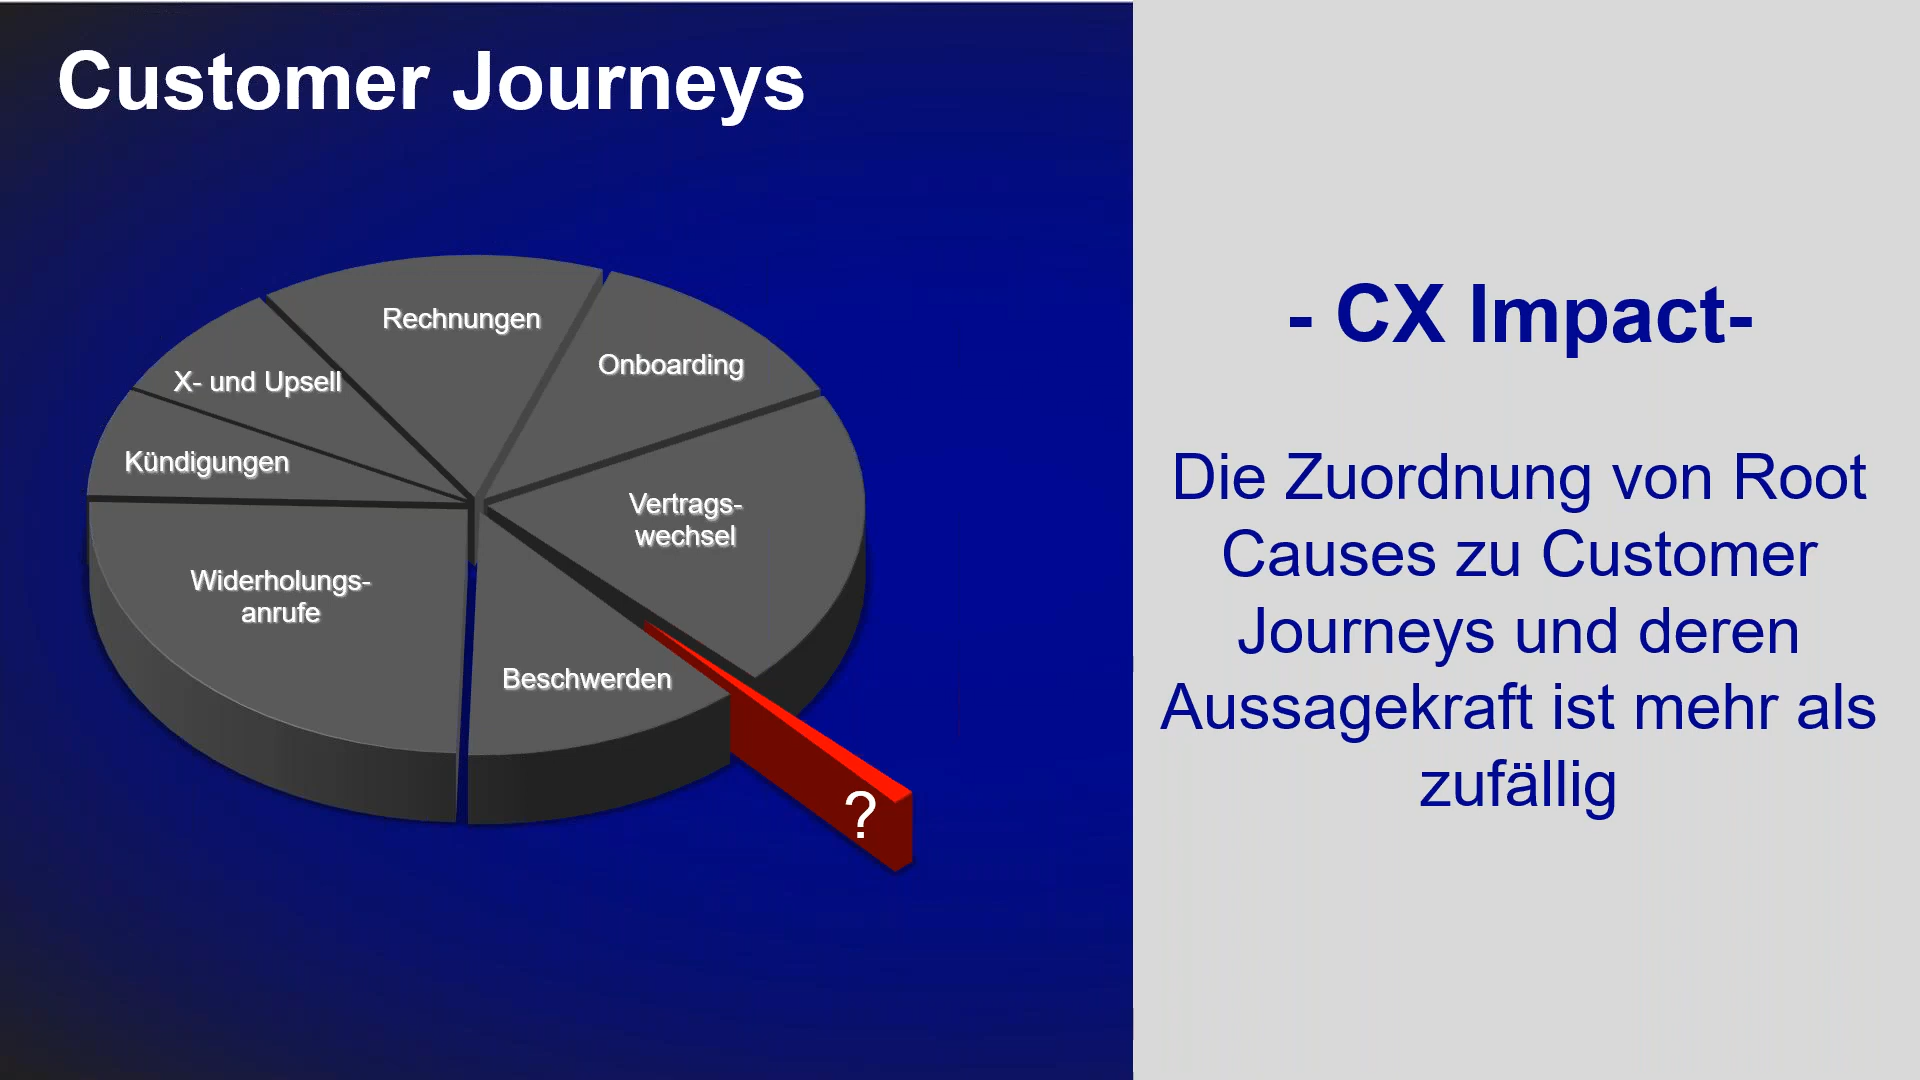 Customer Journeys
Rechnungen
Onboarding
X- und Upsell
Kündigungen
Vertrags-
wechsel
Widerholungs-
anrufe
Beschwerden
?
- CX Impact-
Die Zuordnung von Root
Causes zu Customer
Journeys und deren
Aussagekraft ist mehr als
zufällig